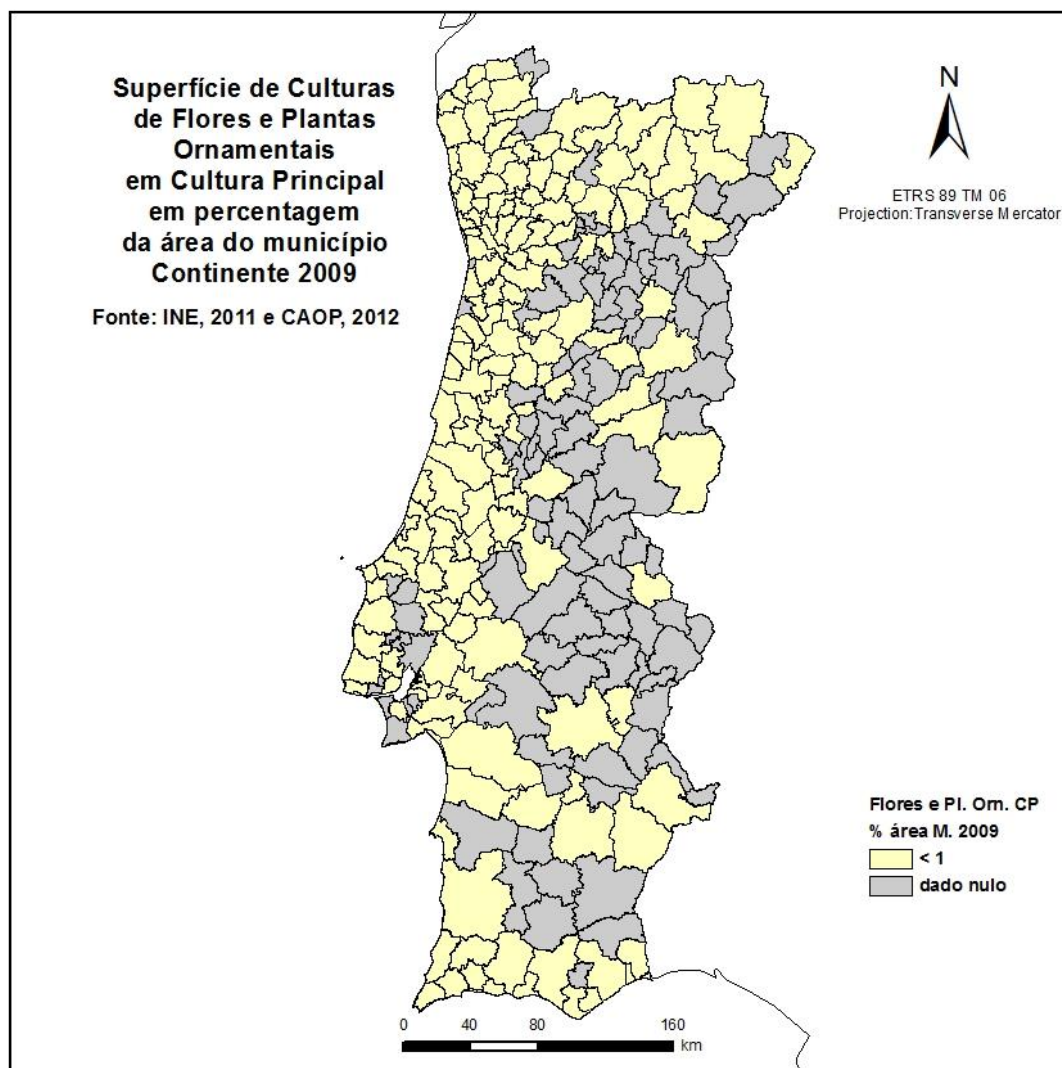 Superfície de Culturas
de Flores e Plantas
Ornamentais
em Cultura Principal
em percentagem
da área do município
Continente 2009
Fonte: INE, 2011 e CAOP, 2012
N
ETRS 89 TM 06
Projection:Transverse Mercator
Flores e Pl. Orn. CP
% área M. 2009
< 1
dado nulo
0 40 80 160
km